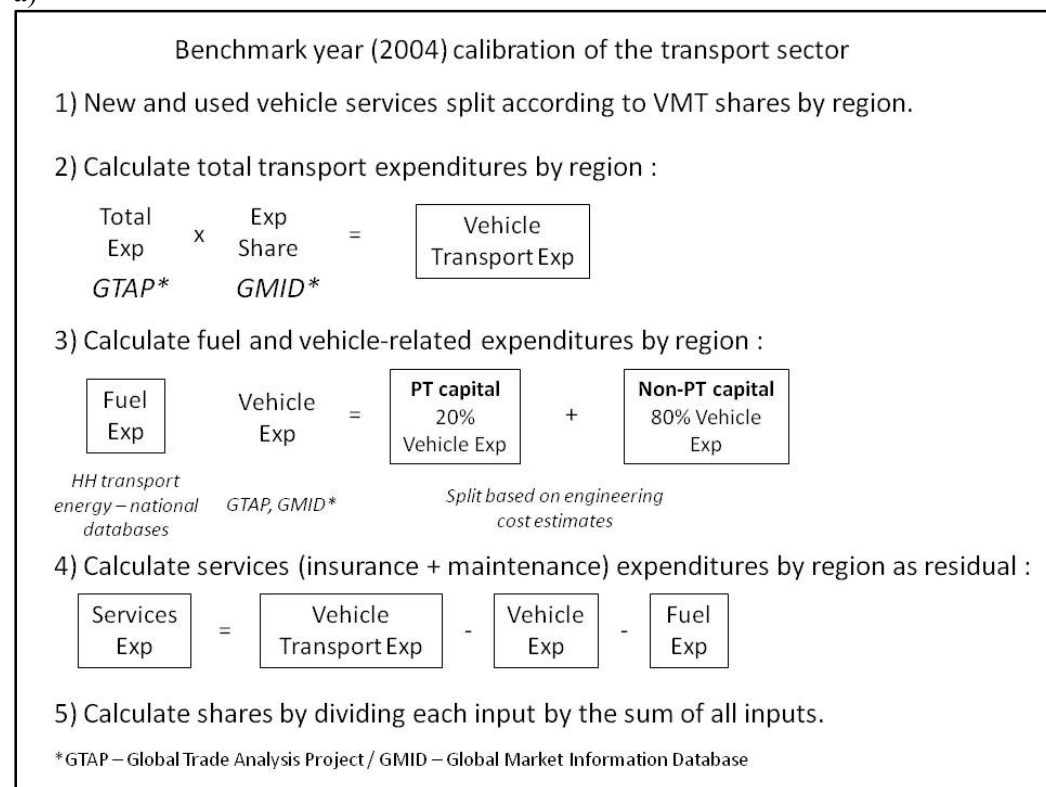 a)
Benchmark year (2004) calibration of the transport sector
1) New and used vehicle services split according to VMT shares by region.
2) Calculate total transport expenditures by region :
Total Exp x Exp Share = Vehicle Transport Exp
GTAP* GMID*
3) Calculate fuel and vehicle-related expenditures by region :
Fuel Exp
Vehicle Exp = PT capital 20% Vehicle Exp + Non-PT capital 80% Vehicle Exp
HH transport energy – national databases
GTAP, GMID*
Split based on engineering cost estimates
4) Calculate services (insurance + maintenance) expenditures by region as residual :
Services Exp = Vehicle Transport Exp - Vehicle Exp - Fuel Exp
5) Calculate shares by dividing each input by the sum of all inputs.
*GTAP – Global Trade Analysis Project / GMID – Global Market Information Database